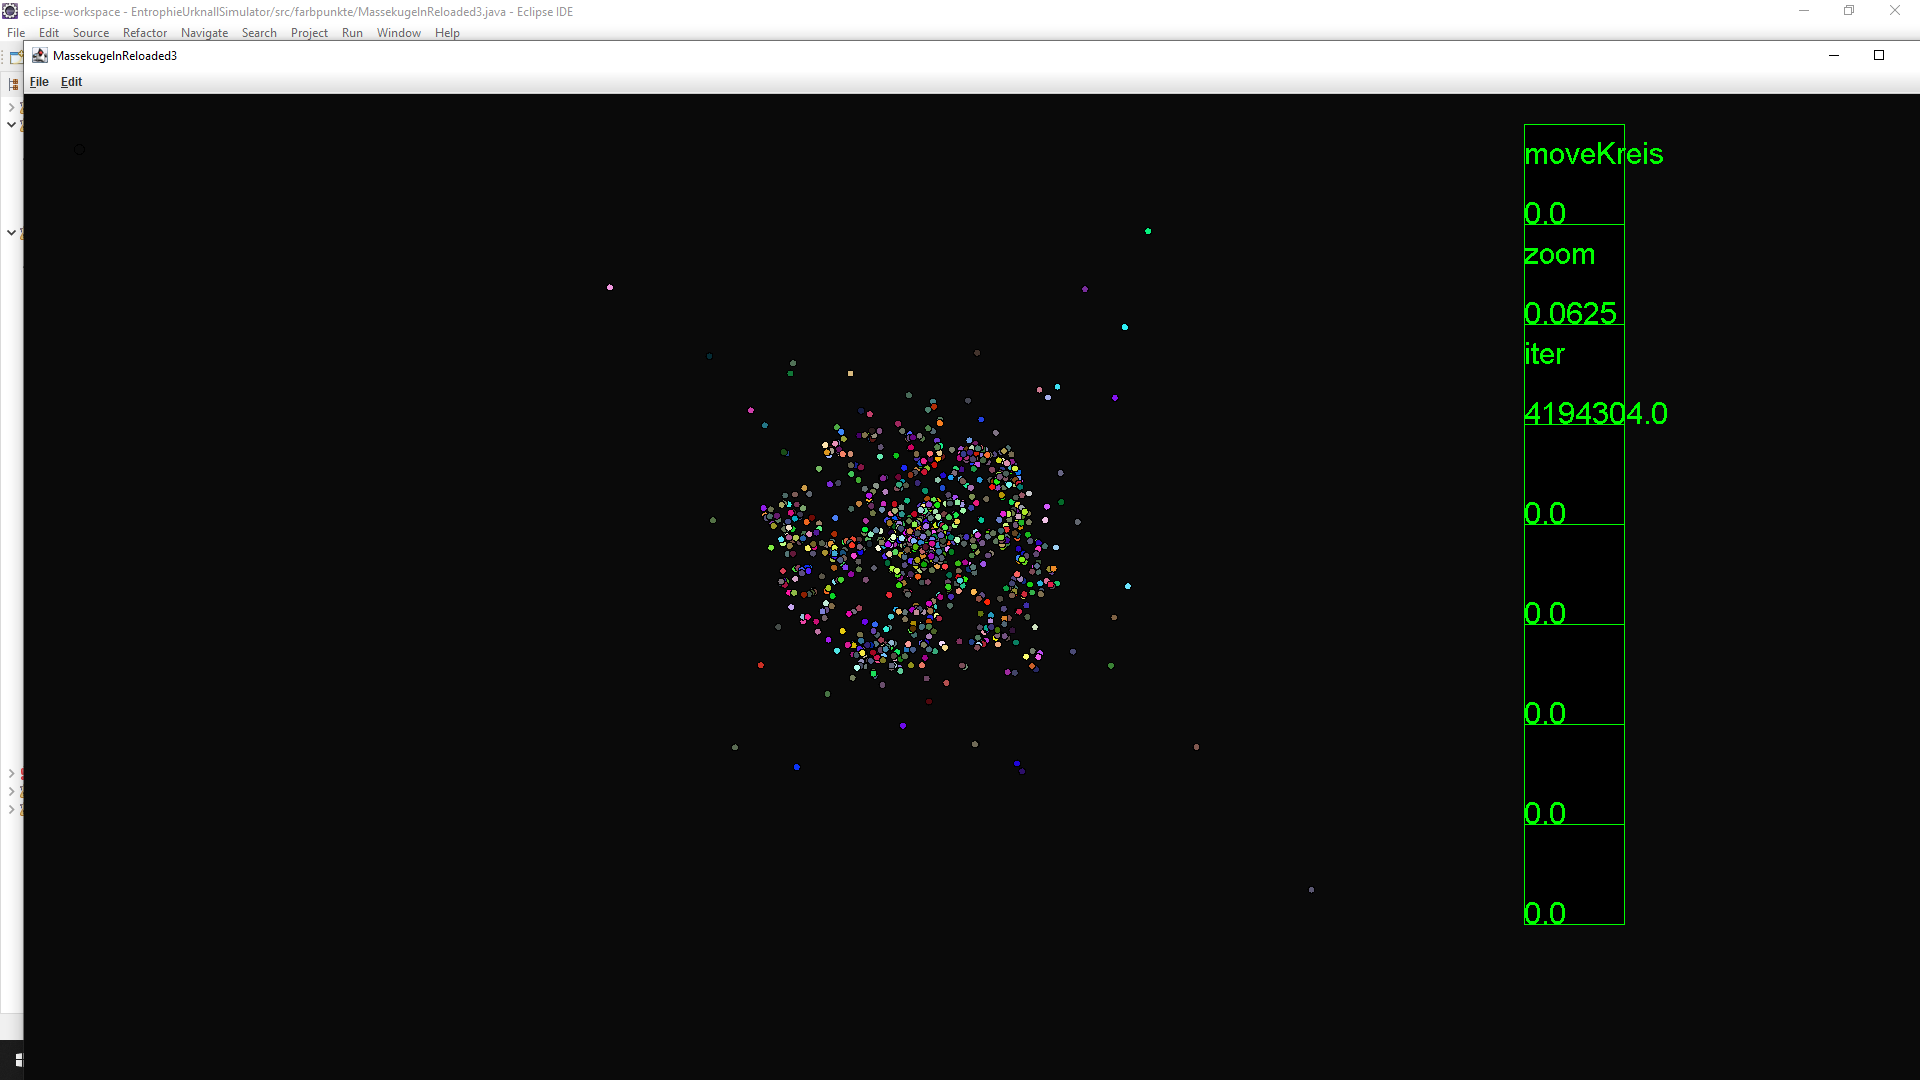 eclipse-workspace - EntrophieUrknallSimulator/src/farbpunkte/MassekugelnReloaded3.java - Eclipse IDE
File Edit Source Refactor Navigate Search Project Run Window Help
MassekugelnReloaded3
File Edit
moveKreis
0.0
zoom
0.0625
iter
4194304.0
0.0
0.0
0.0
0.0
0.0